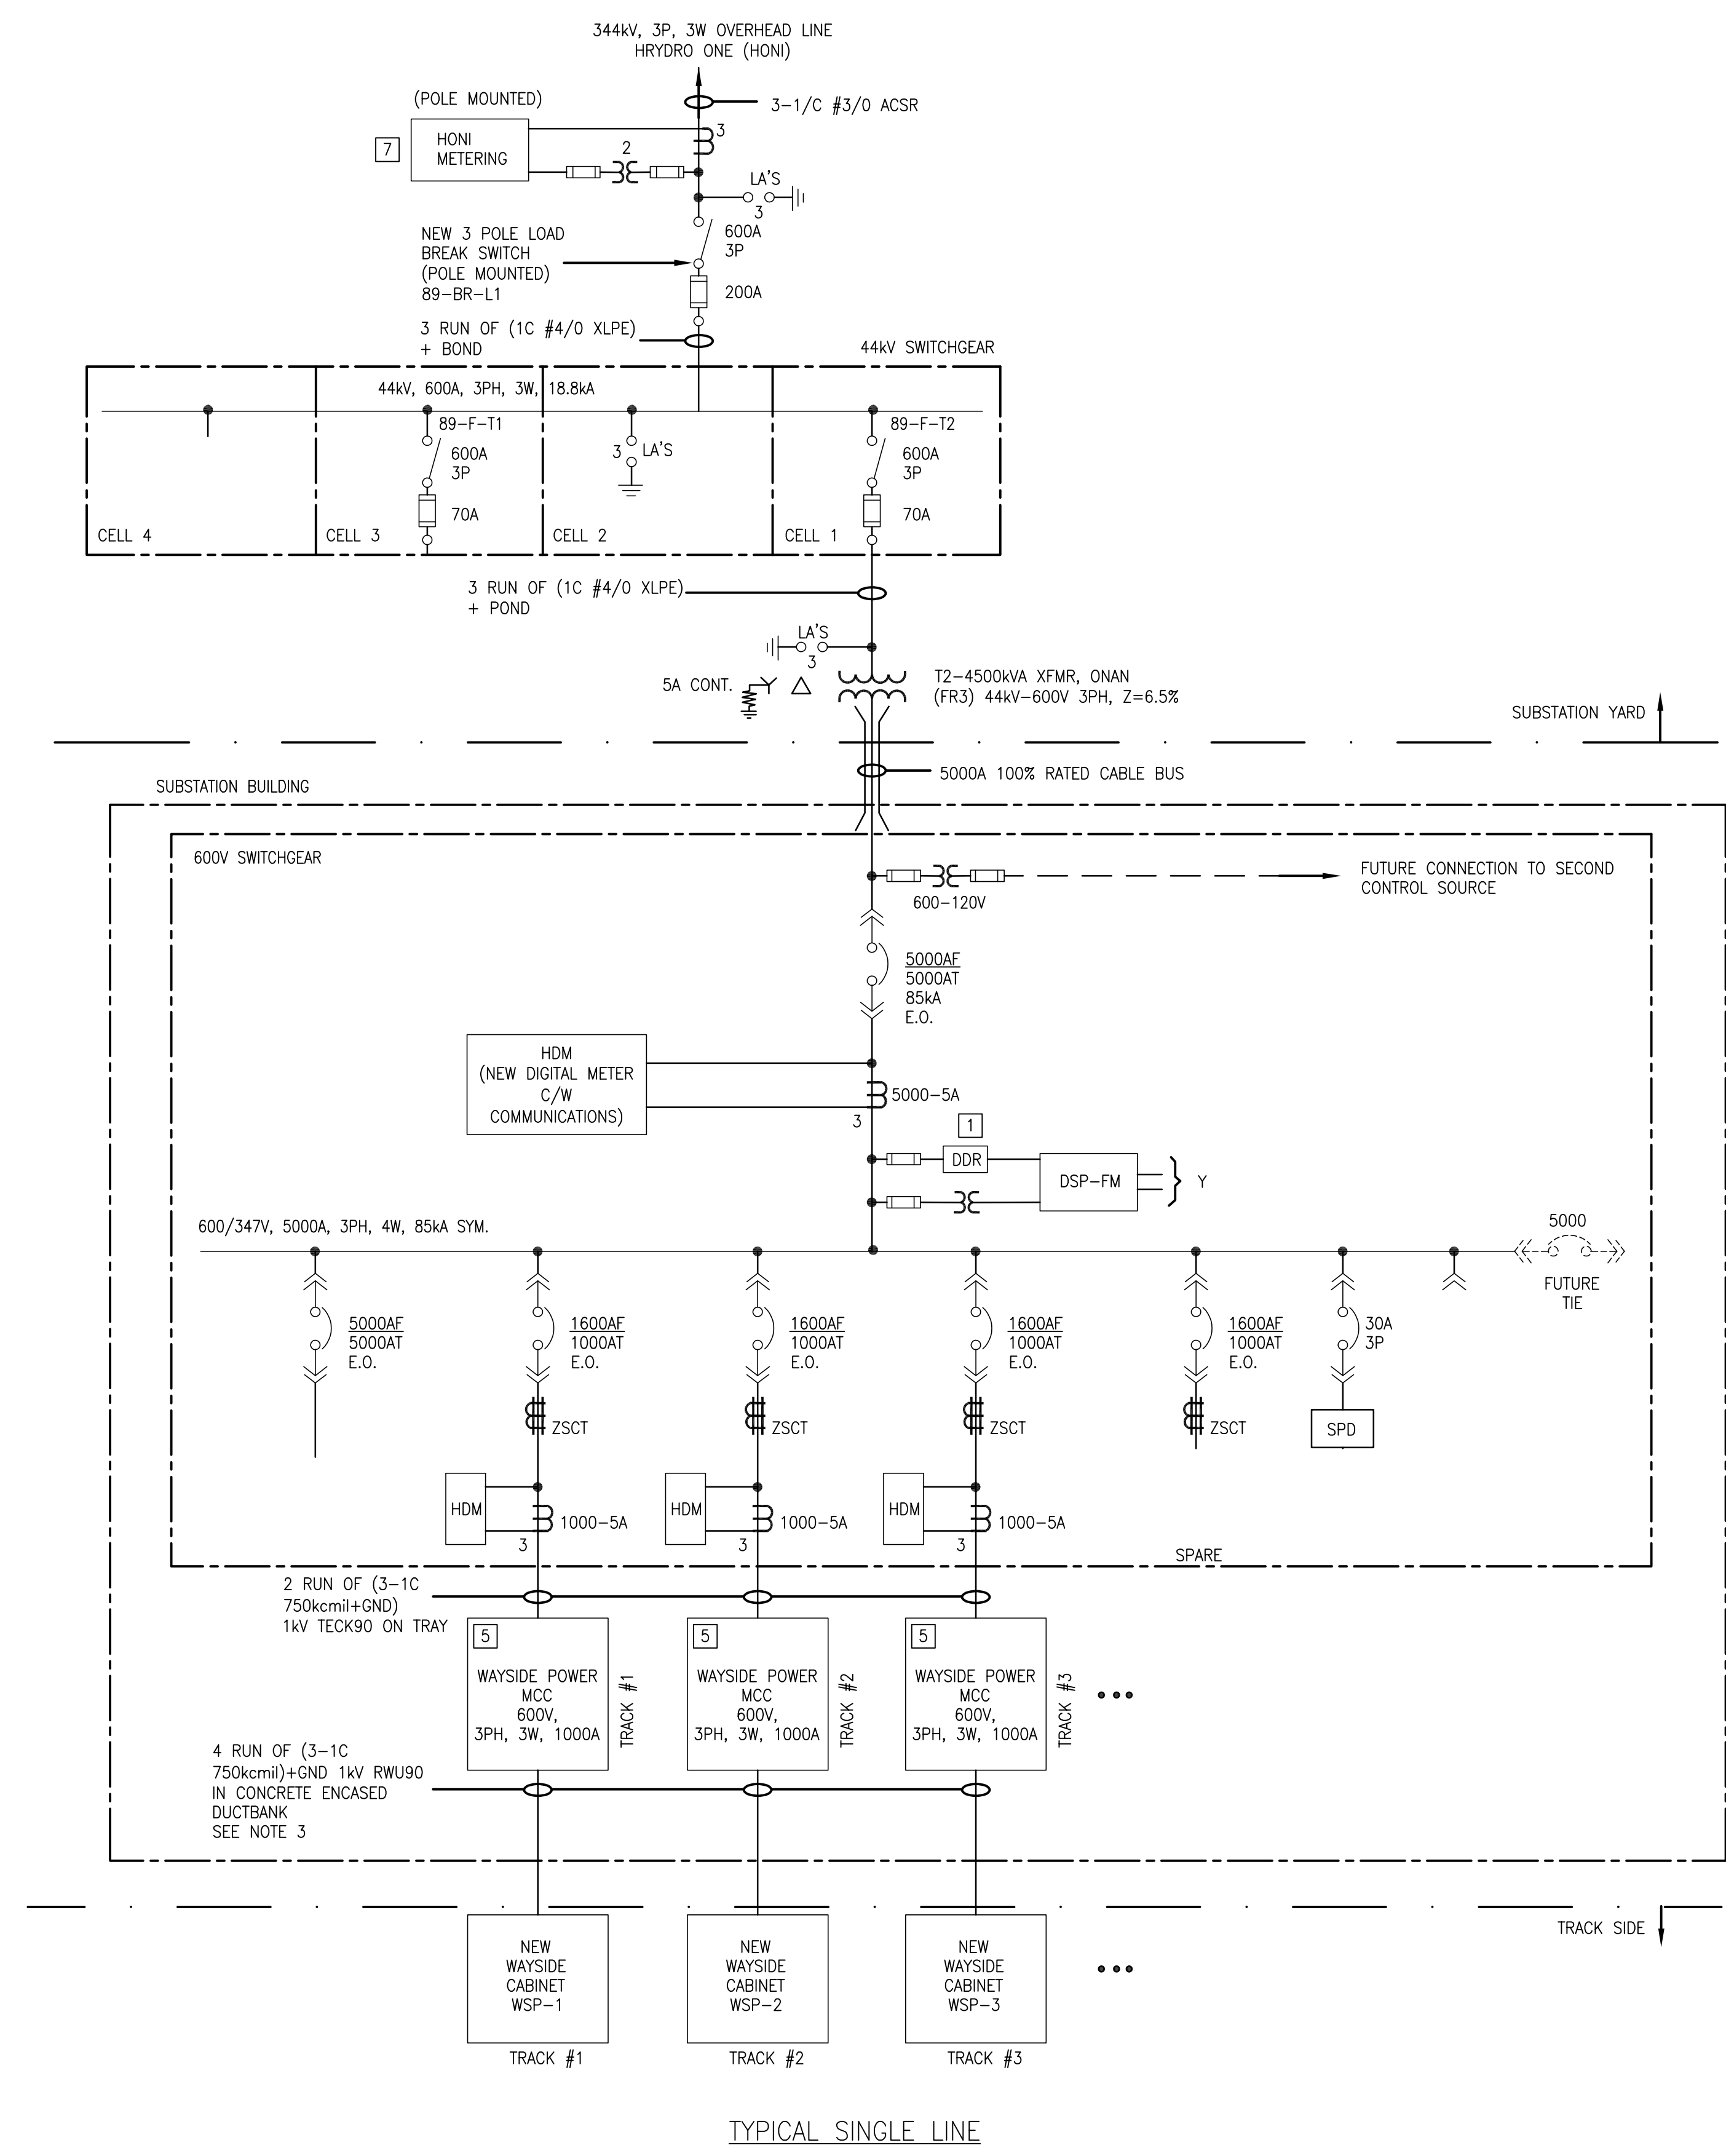 344kV, 3P, 3W OVERHEAD LINE
HRYDRO ONE (HONI)
(POLE MOUNTED)
3-1/C #3/0 ACSR
7
HONI
METERING
3
2
LA'S
3
NEW 3 POLE LOAD
BREAK SWITCH
(POLE MOUNTED)
89-BR-L1
600A
3P
200A
3 RUN OF (1C #4/0 XLPE)
+ BOND
44kV SWITCHGEAR
44kV, 600A, 3PH, 3W, 18.8kA
89-F-T1
600A
3P
70A
3
LA'S
89-F-T2
600A
3P
70A
CELL 4
CELL 3
CELL 2
CELL 1
3 RUN OF (1C #4/0 XLPE)
+ POND
LA'S
3
5A CONT.
T2-4500kVA XFMR, ONAN
(FR3) 44kV-600V 3PH, Z=6.5%
SUBSTATION YARD
5000A 100% RATED CABLE BUS
SUBSTATION BUILDING
600V SWITCHGEAR
600-120V
FUTURE CONNECTION TO SECOND
CONTROL SOURCE
5000AF
5000AT
85kA
E.O.
HDM
(NEW DIGITAL METER
C/W
COMMUNICATIONS)
5000-5A
3
1
DDR
DSP-FM
Y
600/347V, 5000A, 3PH, 4W, 85kA SYM.
5000
FUTURE
TIE
5000AF
5000AT
E.O.
1600AF
1000AT
E.O.
1600AF
1000AT
E.O.
1600AF
1000AT
E.O.
1600AF
1000AT
E.O.
30A
3P
ZSCT
ZSCT
ZSCT
ZSCT
SPD
HDM
1000-5A
3
HDM
1000-5A
3
HDM
1000-5A
3
SPARE
2 RUN OF (3-1C
750kcmil+GND)
1kV TECK90 ON TRAY
5
WAYSIDE POWER
MCC
600V,
3PH, 3W, 1000A
TRACK #1
5
WAYSIDE POWER
MCC
600V,
3PH, 3W, 1000A
TRACK #2
5
WAYSIDE POWER
MCC
600V,
3PH, 3W, 1000A
TRACK #3
4 RUN OF (3-1C
750kcmil)+GND 1kV RWU90
IN CONCRETE ENCASED
DUCTBANK
SEE NOTE 3
TRACK SIDE
NEW
WAYSIDE
CABINET
WSP-1
TRACK #1
NEW
WAYSIDE
CABINET
WSP-2
TRACK #2
NEW
WAYSIDE
CABINET
WSP-3
TRACK #3
TYPICAL SINGLE LINE